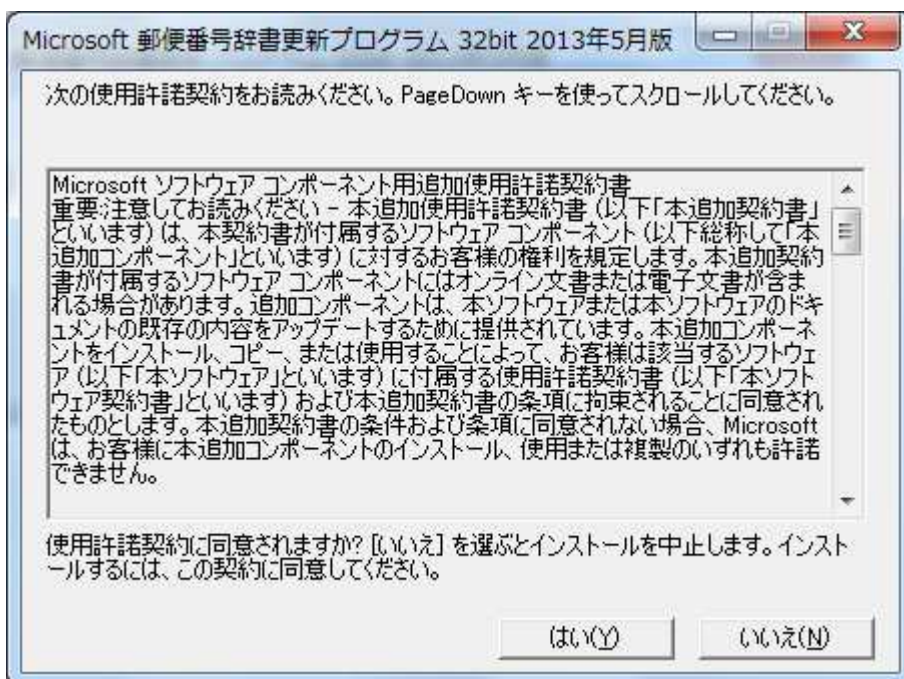 Microsoft 郵便番号辞書更新プログラム 32bit 2013年5月版
次の使用許諾契約をお読みください。PageDown キーを使ってスクロールしてください。
Microsoft ソフトウェア コンポーネント用追加使用許諾契約書
重要:注意してお読みください - 本追加使用許諾契約書 (以下「本追加契約書」
といいます) は、本契約書が付属するソフトウェア コンポーネント (以下総称して「本
追加コンポーネント」といいます) に対するお客様の権利を規定します。本追加契約
書が付属するソフトウェア コンポーネントにはオンライン文書または電子文書が含ま
れる場合があります。追加コンポーネントは、本ソフトウェアまたは本ソフトウェアのドキ
ュメントの既存の内容をアップデートするために提供されています。本追加コンポーネ
ントをインストール、コピー、または使用することによって、お客様は該当するソフトウェ
ア (以下「本ソフトウェア」といいます) に付属する使用許諾契約書 (以下「本ソフト
ウェア契約書」といいます) および本追加契約書の条項に拘束されることに同意され
たものとします。本追加契約書の条件および条項に同意されない場合、Microsoft
は、お客様に本追加コンポーネントのインストール、使用または複製のいずれも許諾
できません。
使用許諾契約に同意されますか? [いいえ] を選ぶとインストールを中止します。インスト
ールするには、この契約に同意してください。
はい(Y)
いいえ(N)